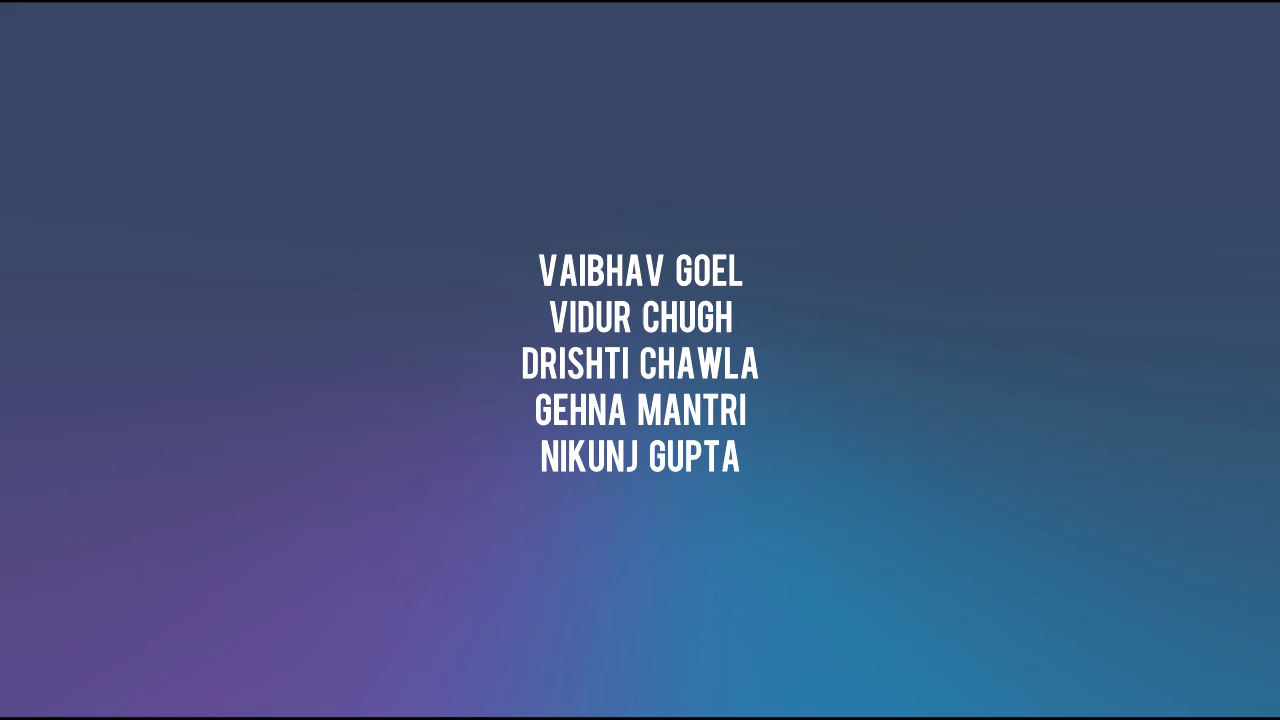 VAIBHAV GOEL
VIDUR CHUGH
DRISHTI CHAWLA
GEHNA MANTRI
NIKUNJ GUPTA